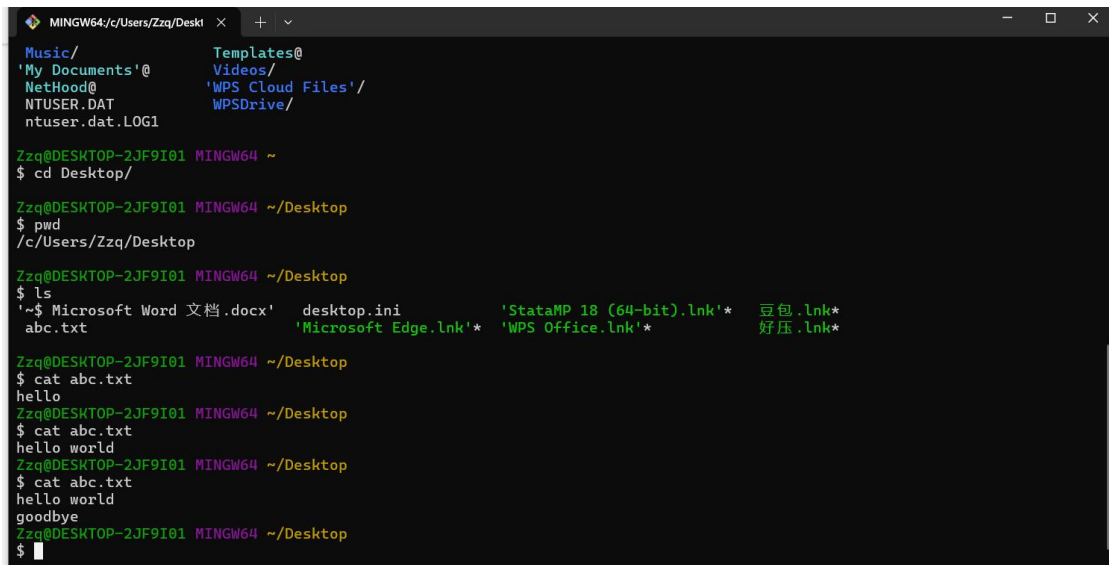 MINGW64:/c/Users/Zzq/Deskt
Music/ Templates@
'My Documents'@ Videos/
NetHood@ 'WPS Cloud Files'/
NTUSER.DAT WPSDrive/
ntuser.dat.LOG1
Zzq@DESKTOP-2JF9I01 MINGW64 ~
$ cd Desktop/
Zzq@DESKTOP-2JF9I01 MINGW64 ~/Desktop
$ pwd
/c/Users/Zzq/Desktop
Zzq@DESKTOP-2JF9I01 MINGW64 ~/Desktop
$ ls
'~$ Microsoft Word 文档.docx' desktop.ini 'StataMP 18 (64-bit).lnk'* 豆包.lnk*
abc.txt 'Microsoft Edge.lnk'* 'WPS Office.lnk'* 好压.lnk*
Zzq@DESKTOP-2JF9I01 MINGW64 ~/Desktop
$ cat abc.txt
hello
Zzq@DESKTOP-2JF9I01 MINGW64 ~/Desktop
$ cat abc.txt
hello world
Zzq@DESKTOP-2JF9I01 MINGW64 ~/Desktop
$ cat abc.txt
hello world
goodbye
Zzq@DESKTOP-2JF9I01 MINGW64 ~/Desktop
$